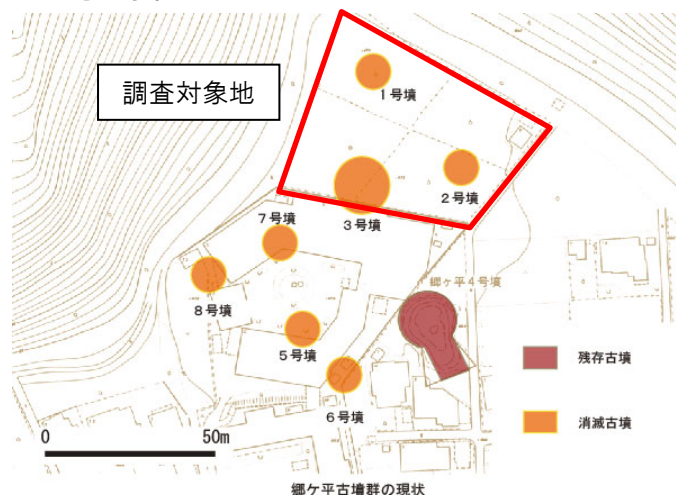 調査対象地
1号墳
2号墳
3号墳
7号墳
8号墳
郷ヶ平4号墳
5号墳
6号墳
残存古墳
消滅古墳
0
50m
郷ケ平古墳群の現状